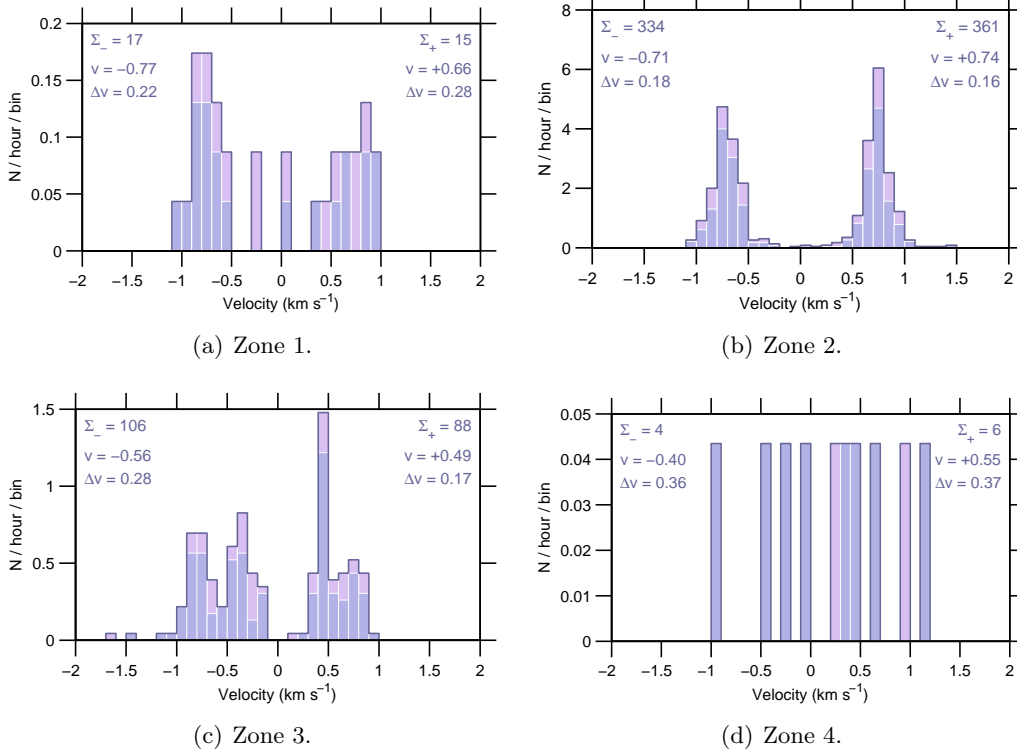 0.2
0.15
0.1
0.05
0
N / hour / bin
Σ₋ = 17
v = −0.77
Δv = 0.22
Σ₊ = 15
v = +0.66
Δv = 0.28
−2 −1.5 −1 −0.5 0 0.5 1 1.5 2
Velocity (km s⁻¹)
(a) Zone 1.
8
6
4
2
0
N / hour / bin
Σ₋ = 334
v = −0.71
Δv = 0.18
Σ₊ = 361
v = +0.74
Δv = 0.16
−2 −1.5 −1 −0.5 0 0.5 1 1.5 2
Velocity (km s⁻¹)
(b) Zone 2.
1.5
1
0.5
0
N / hour / bin
Σ₋ = 106
v = −0.56
Δv = 0.28
Σ₊ = 88
v = +0.49
Δv = 0.17
−2 −1.5 −1 −0.5 0 0.5 1 1.5 2
Velocity (km s⁻¹)
(c) Zone 3.
0.05
0.04
0.03
0.02
0.01
0
N / hour / bin
Σ₋ = 4
v = −0.40
Δv = 0.36
Σ₊ = 6
v = +0.55
Δv = 0.37
−2 −1.5 −1 −0.5 0 0.5 1 1.5 2
Velocity (km s⁻¹)
(d) Zone 4.